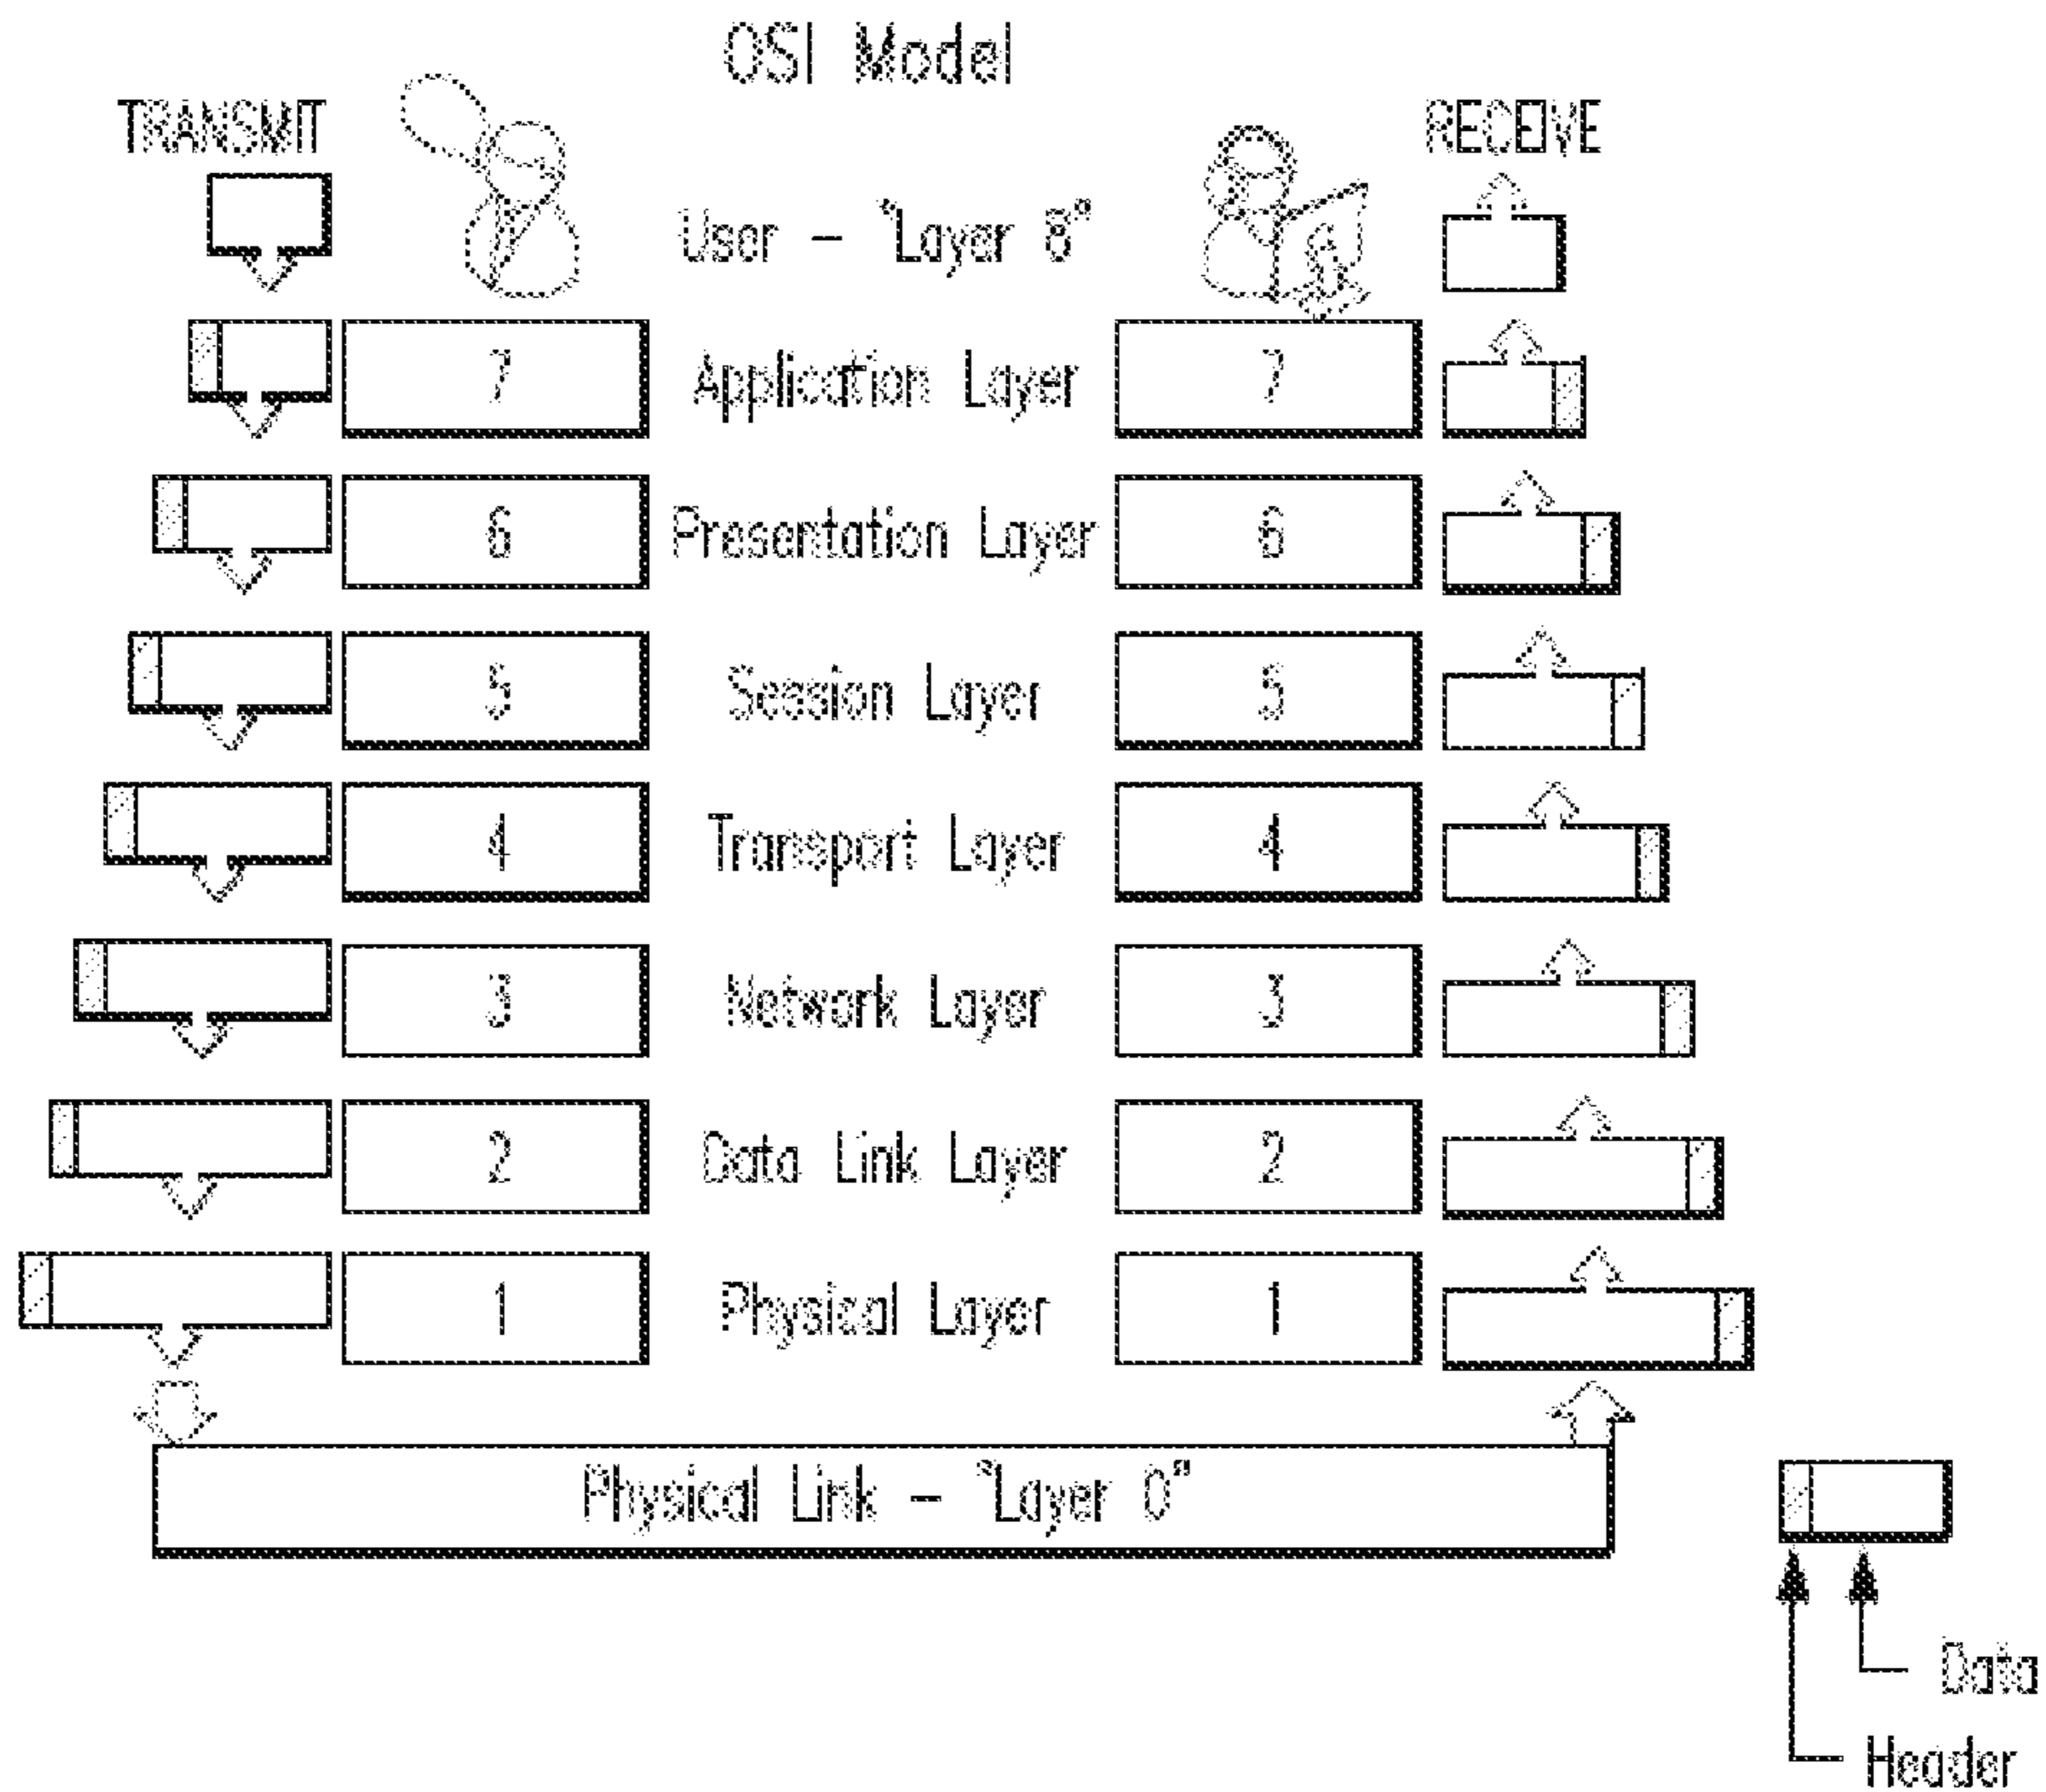 OSI Model
TRANSMIT
RECEIVE
User – "Layer 8"
7 Application Layer 7
6 Presentation Layer 6
5 Session Layer 5
4 Transport Layer 4
3 Network Layer 3
2 Data Link Layer 2
1 Physical Layer 1
Physical Link – "Layer 0"
Data
Header